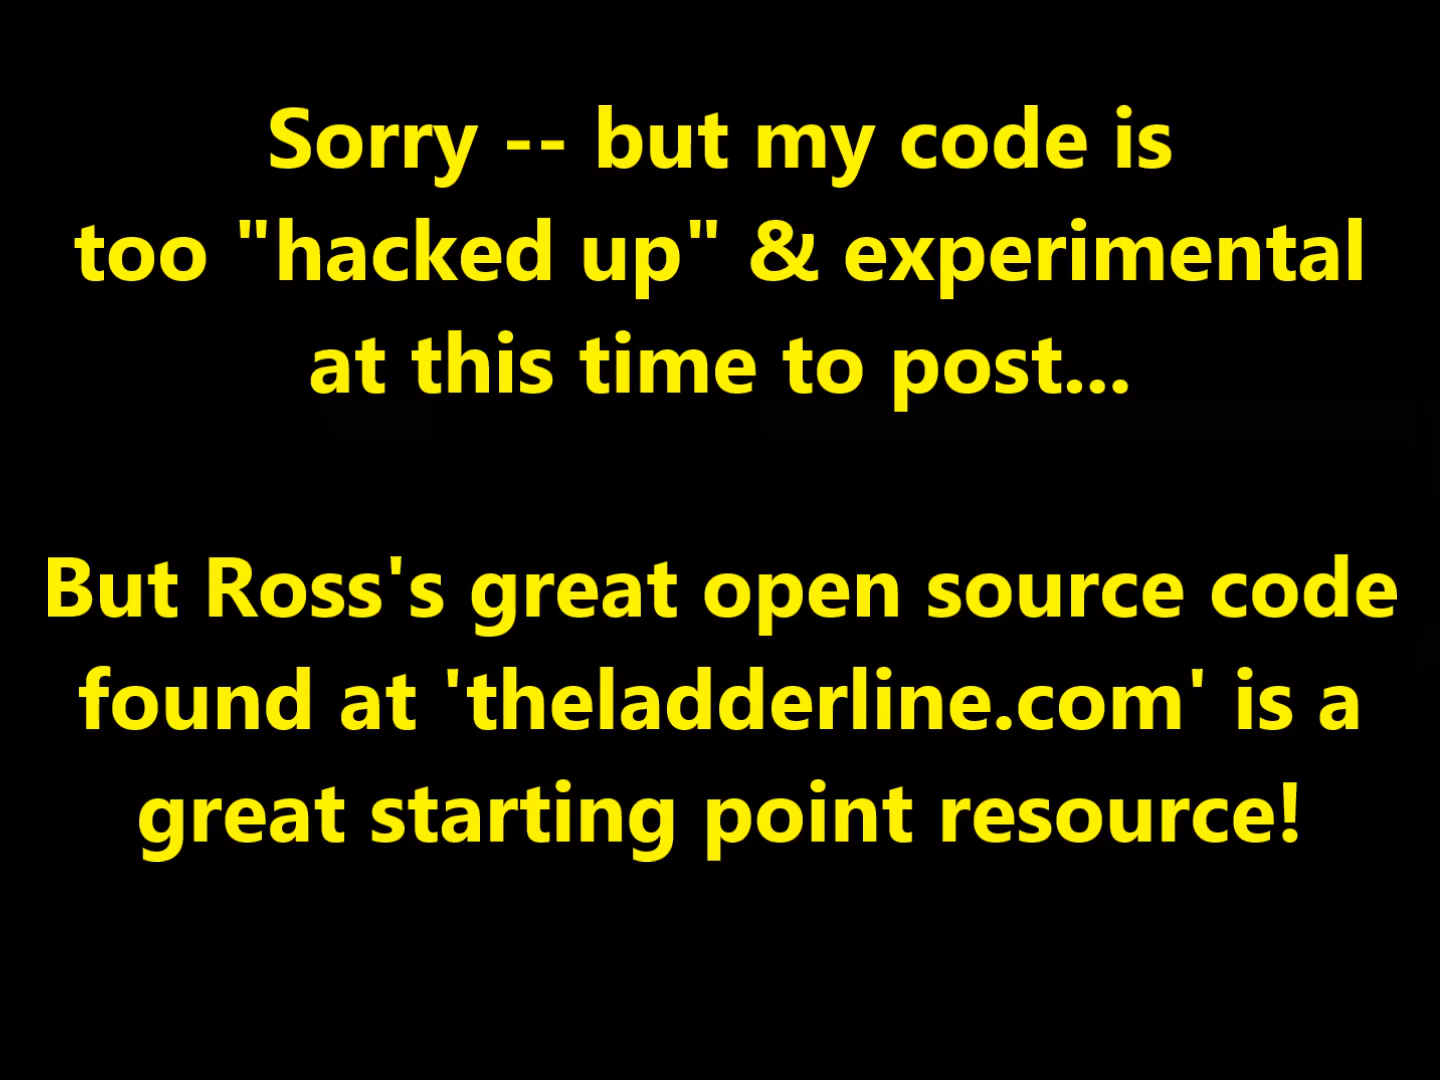 Sorry -- but my code is
too "hacked up" & experimental
at this time to post...
But Ross's great open source code
found at 'theladderline.com' is a
great starting point resource!